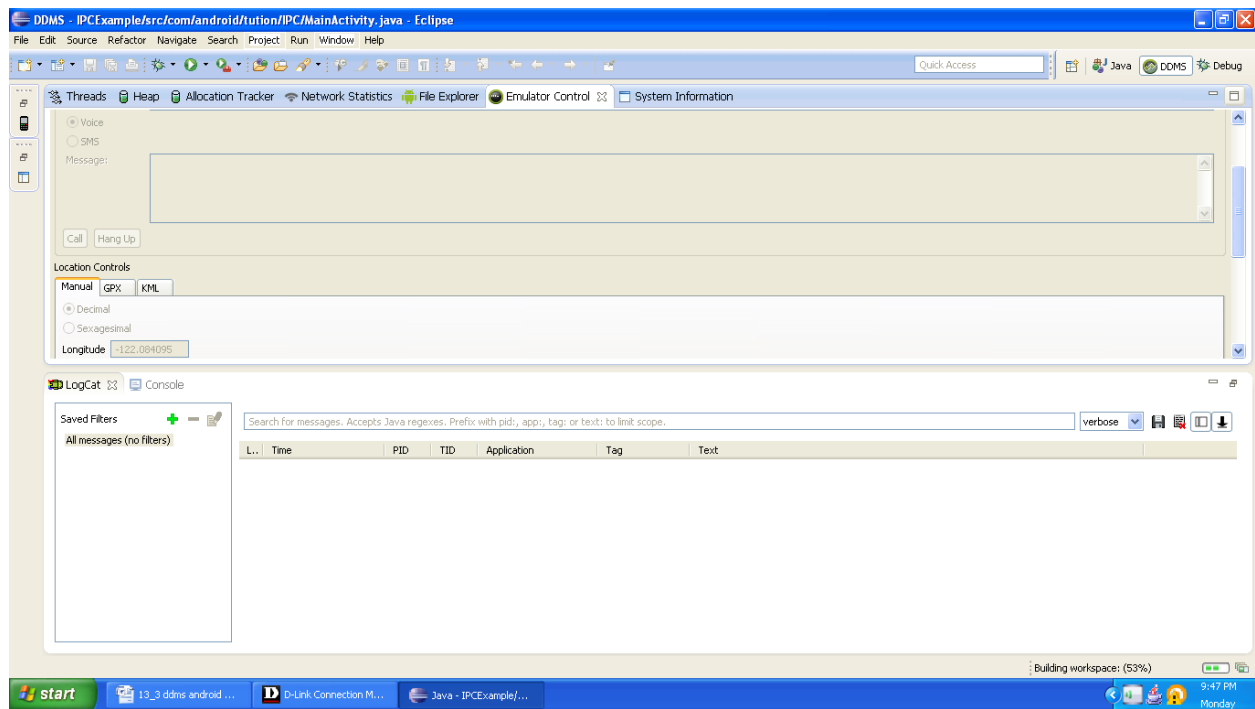 DDMS - IPCExample/src/com/android/tution/IPC/MainActivity.java - Eclipse
File Edit Source Refactor Navigate Search Project Run Window Help
Quick Access Java DDMS Debug
Threads Heap Allocation Tracker Network Statistics File Explorer Emulator Control System Information
Voice
SMS
Message:
Call Hang Up
Location Controls
Manual GPX KML
Decimal
Sexagesimal
Longitude -122.084095
LogCat Console
Saved Filters
Search for messages. Accepts Java regexes. Prefix with pid:, app:, tag: or text: to limit scope. verbose
All messages (no filters)
L.. Time PID TID Application Tag Text
Building workspace: (53%)
start 13_3 ddms android ... D-Link Connection M... Java - IPCExample/... 9:47 PM
Monday